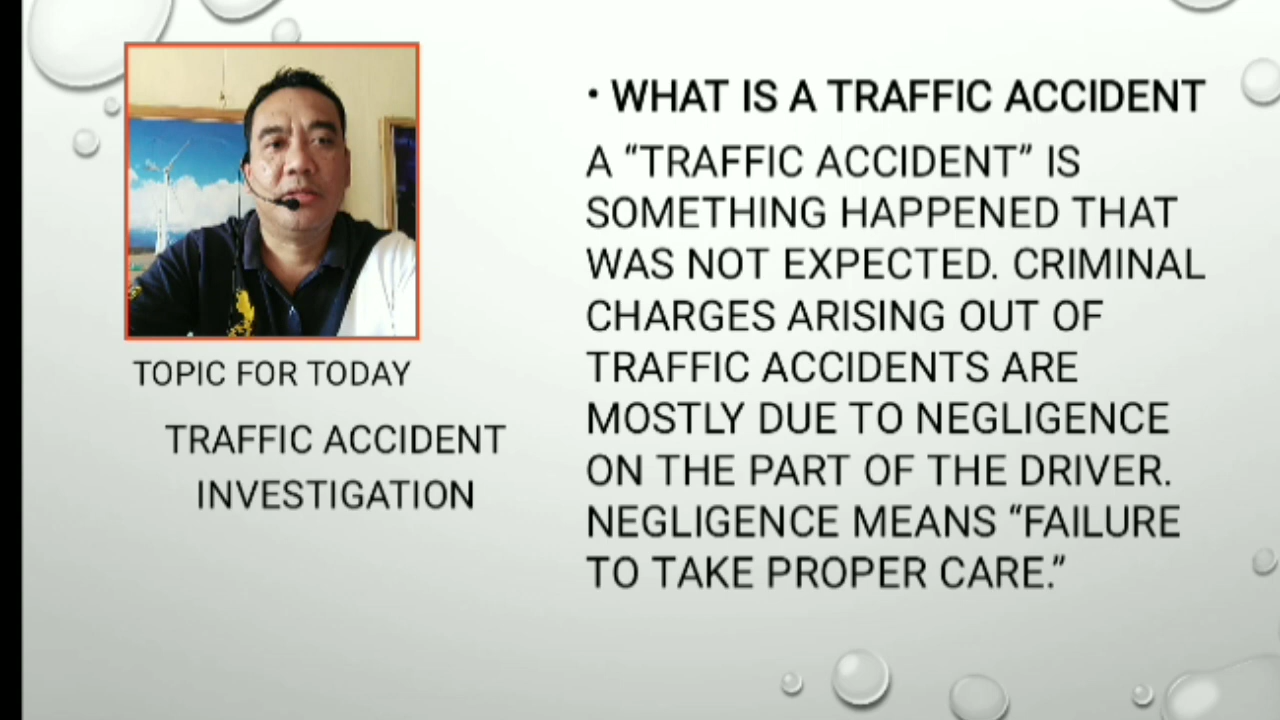 TOPIC FOR TODAY
TRAFFIC ACCIDENT
INVESTIGATION
• WHAT IS A TRAFFIC ACCIDENT
A “TRAFFIC ACCIDENT” IS
SOMETHING HAPPENED THAT
WAS NOT EXPECTED. CRIMINAL
CHARGES ARISING OUT OF
TRAFFIC ACCIDENTS ARE
MOSTLY DUE TO NEGLIGENCE
ON THE PART OF THE DRIVER.
NEGLIGENCE MEANS “FAILURE
TO TAKE PROPER CARE.”